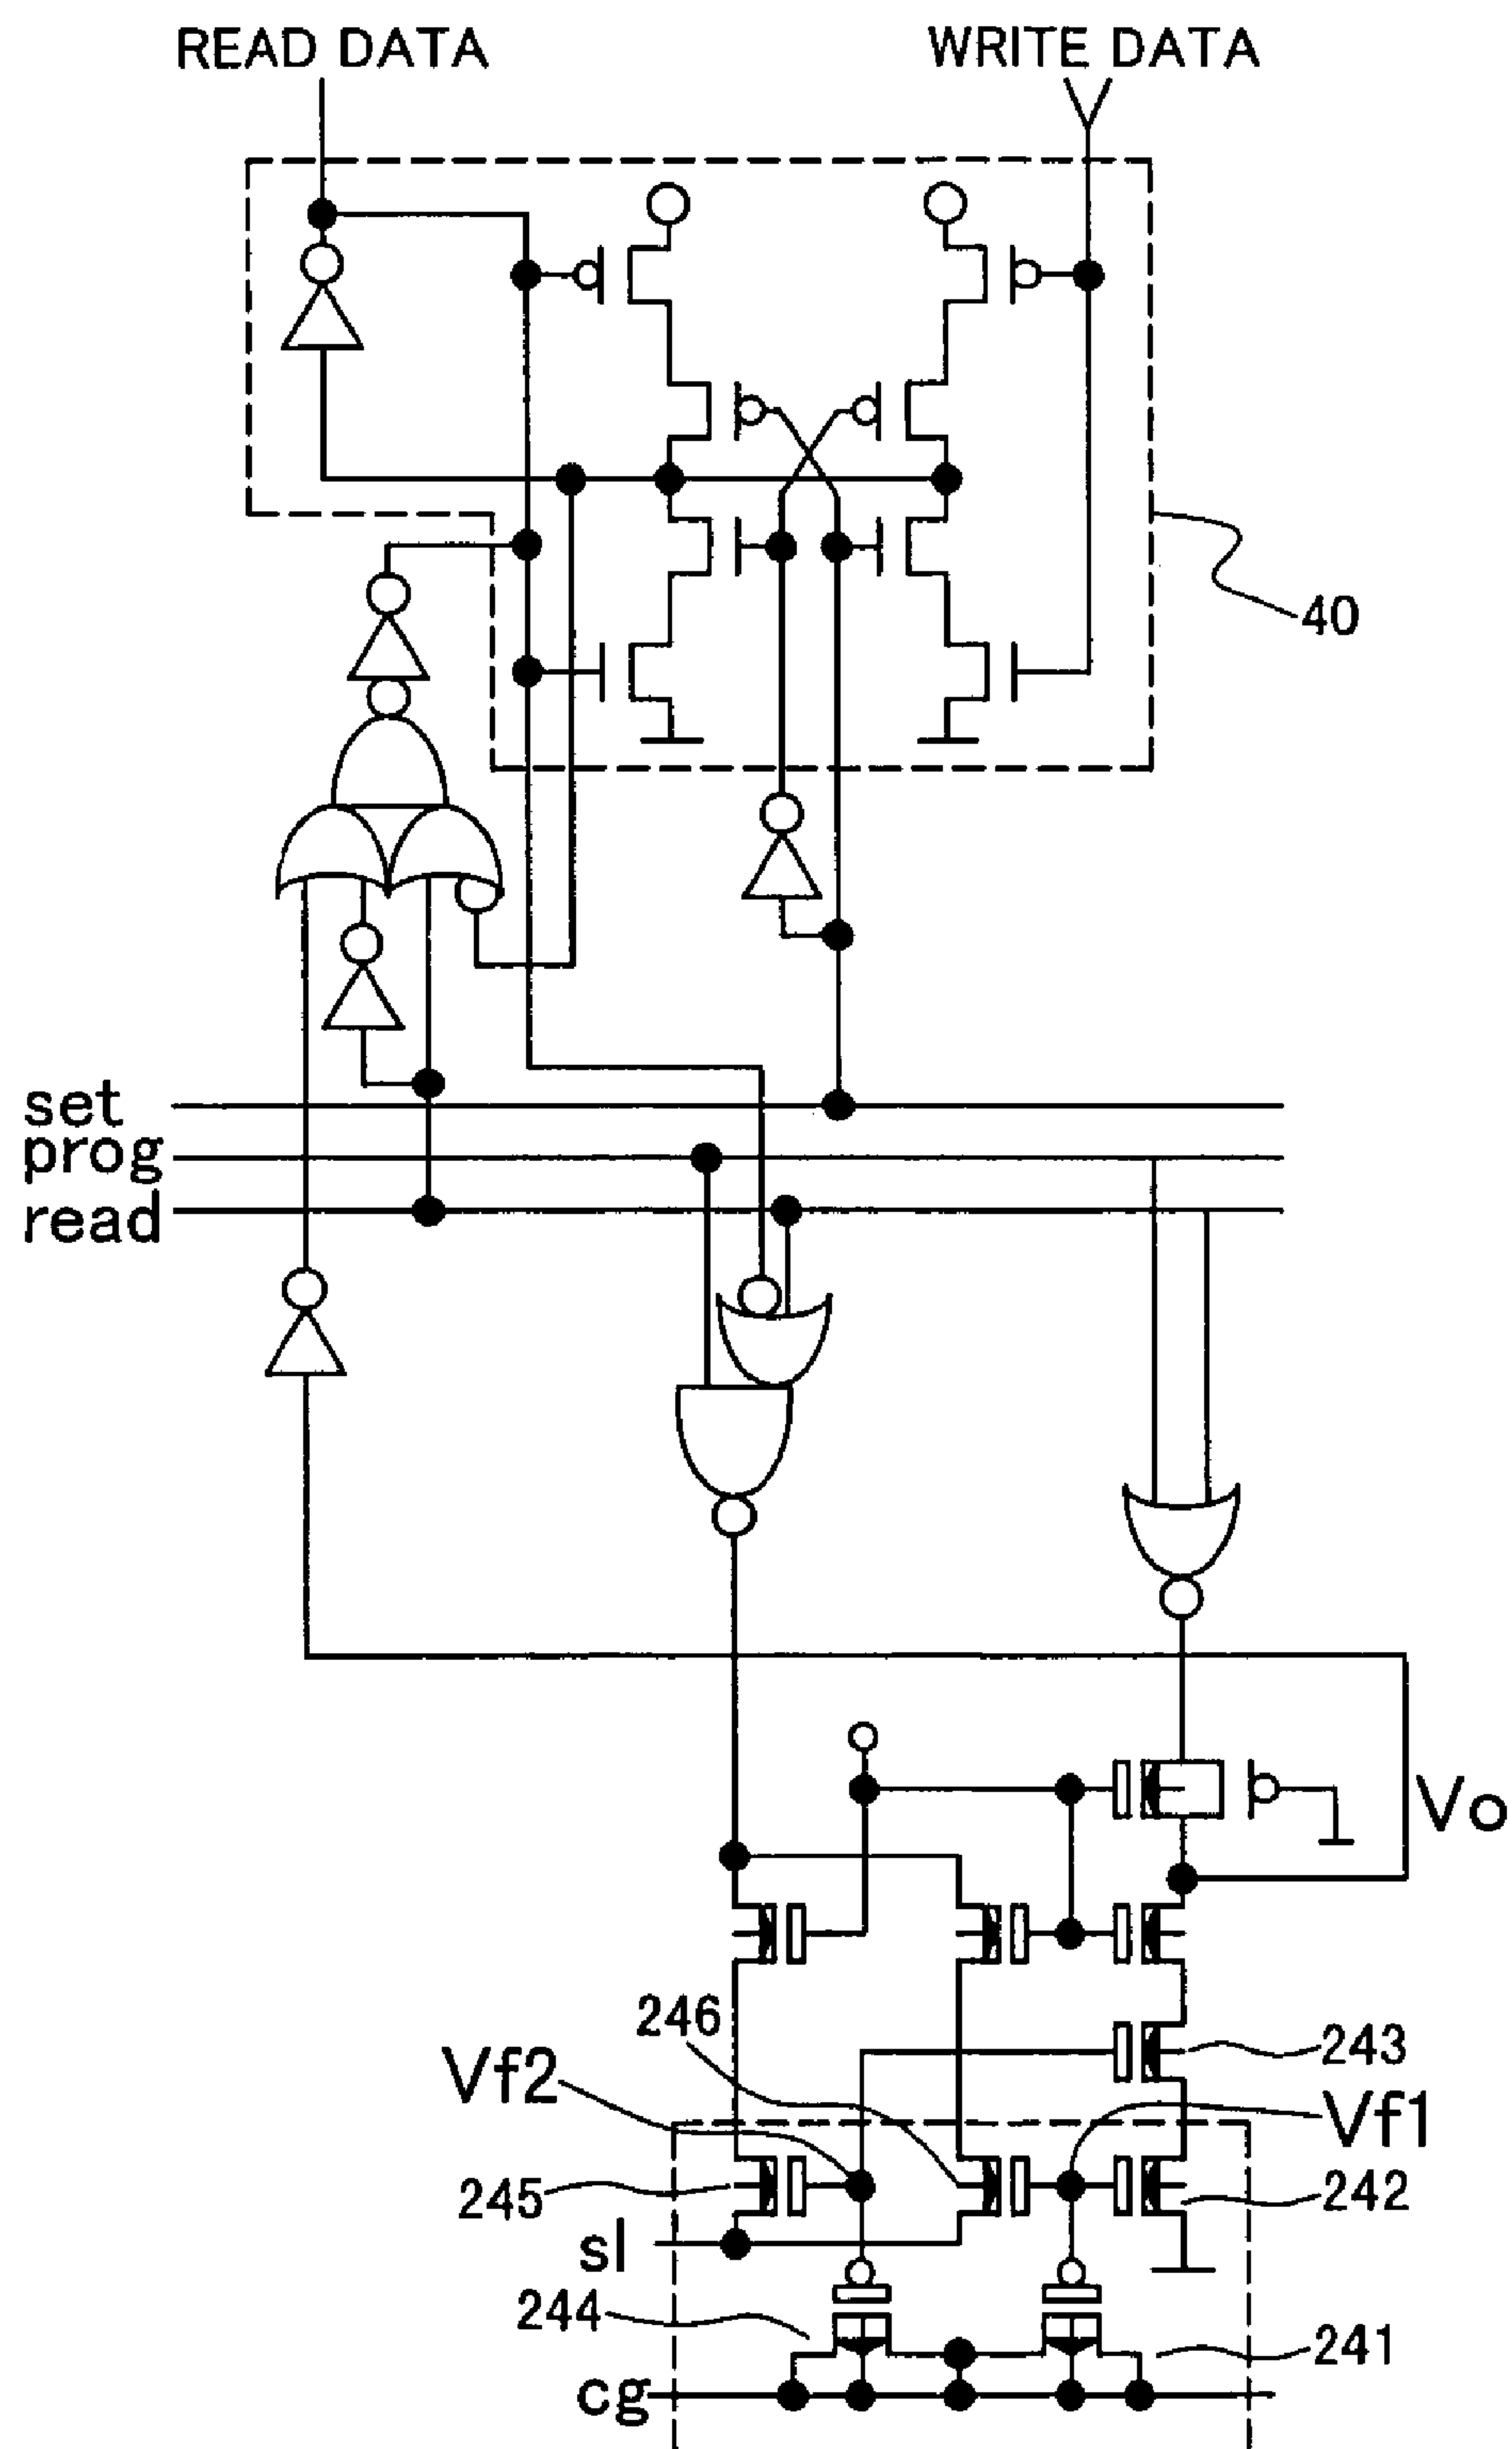 READ DATA WRITE DATA
40
set
prog
read
Vo
246
243
Vf2
Vf1
245
242
sl
244
241
cg